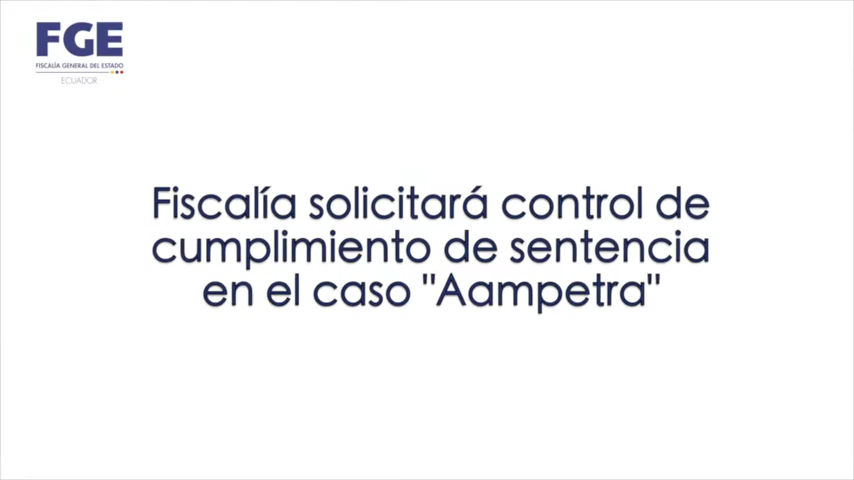 FGE
FISCALÍA GENERAL DEL ESTADO
ECUADOR
Fiscalía solicitará control de
cumplimiento de sentencia
en el caso "Aampetra"